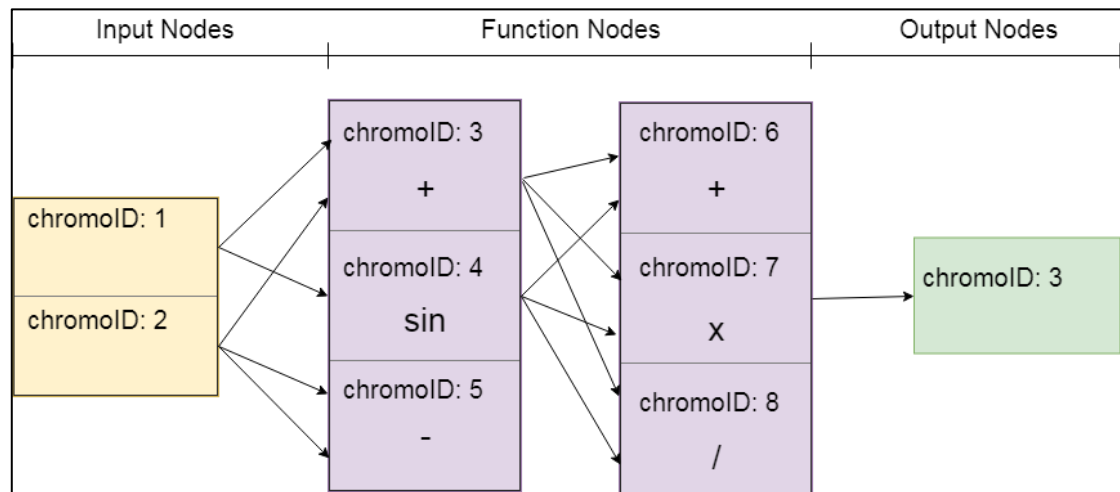 Input Nodes
Function Nodes
Output Nodes
chromoID: 1
chromoID: 2
chromoID: 3
+
chromoID: 4
sin
chromoID: 5
-
chromoID: 6
+
chromoID: 7
x
chromoID: 8
/
chromoID: 3